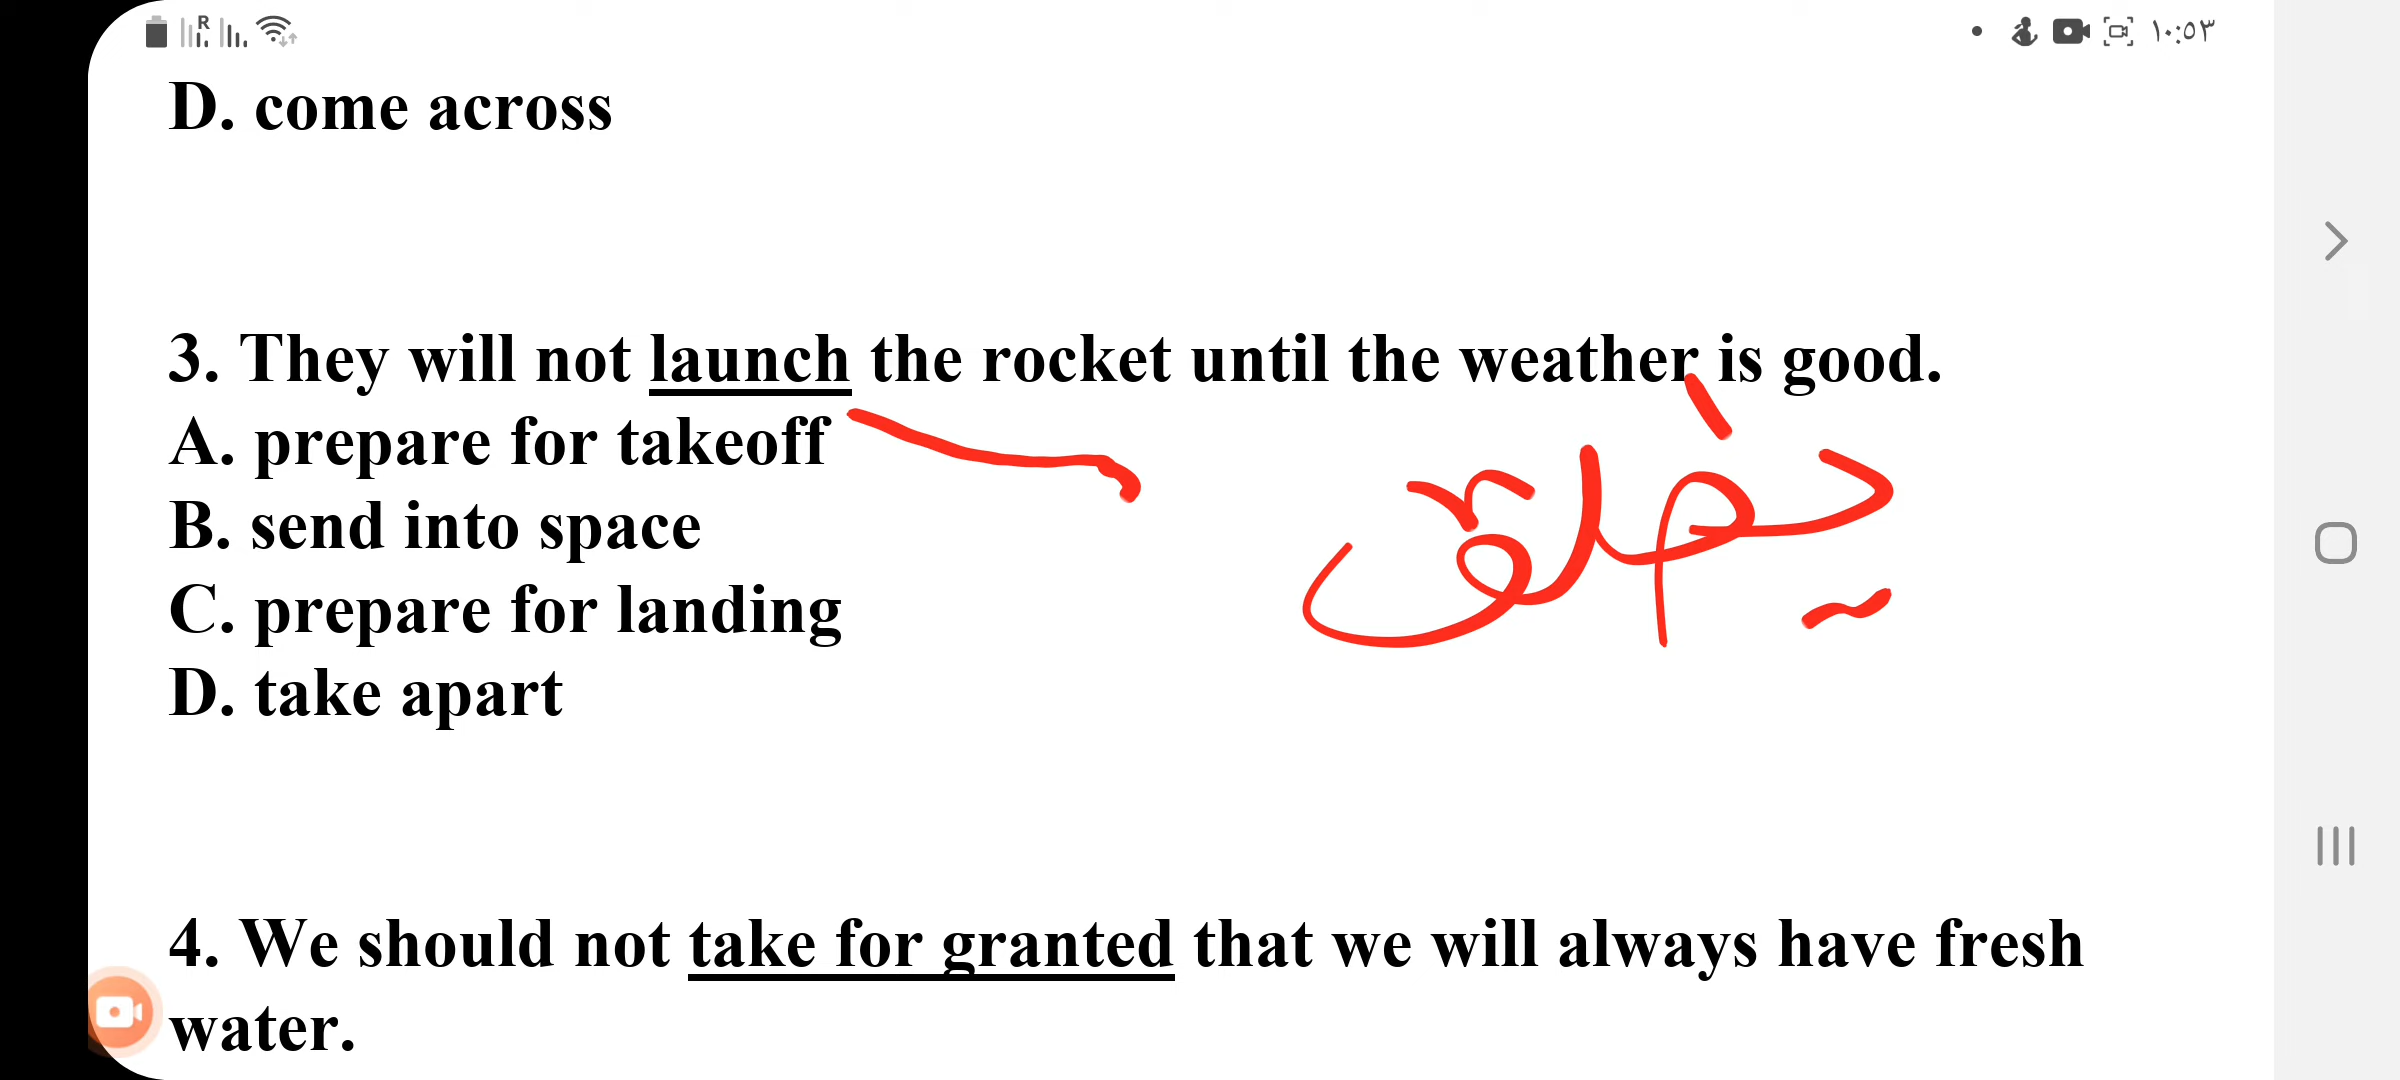 R ١٠:٥٣
D. come across
3. They will not launch the rocket until the weather is good.
A. prepare for takeoff
B. send into space
C. prepare for landing
D. take apart
4. We should not take for granted that we will always have fresh
water.